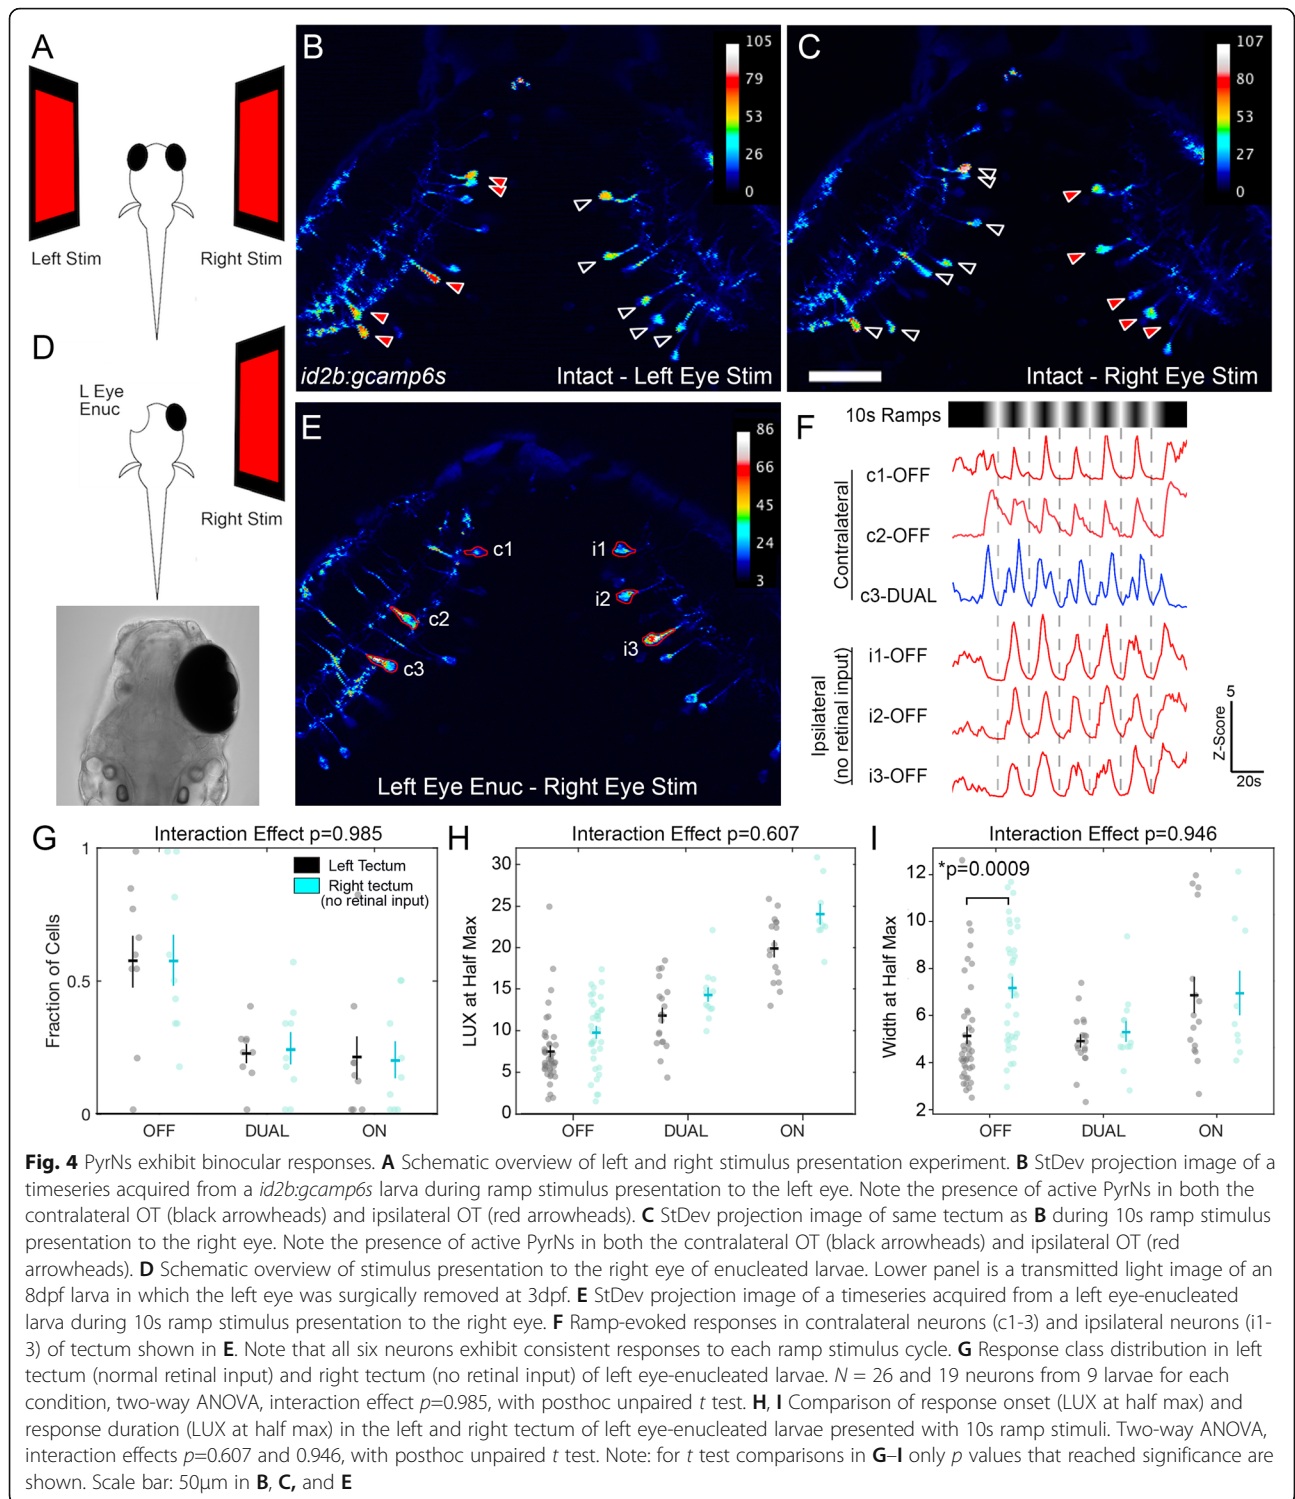 A
Left Stim
Right Stim
B
105
79
53
26
0
id2b:gcamp6s
Intact - Left Eye Stim
C
107
80
53
27
0
Intact - Right Eye Stim
D
L Eye
Enuc
Right Stim
E
86
66
45
24
3
c1
c2
c3
i1
i2
i3
Left Eye Enuc - Right Eye Stim
F
10s Ramps
Contralateral
c1-OFF
c2-OFF
c3-DUAL
Ipsilateral
(no retinal input)
i1-OFF
i2-OFF
i3-OFF
5
Z-Score
20s
G
Interaction Effect p=0.985
Left Tectum
Right tectum
(no retinal input)
Fraction of Cells
1
0.5
0
OFF DUAL ON
H
Interaction Effect p=0.607
LUX at Half Max
30
25
20
15
10
5
0
OFF DUAL ON
I
Interaction Effect p=0.946
*p=0.0009
Width at Half Max
12
10
8
6
4
2
OFF DUAL ON
Fig. 4 PyrNs exhibit binocular responses. A Schematic overview of left and right stimulus presentation experiment. B StDev projection image of a
timeseries acquired from a id2b:gcamp6s larva during ramp stimulus presentation to the left eye. Note the presence of active PyrNs in both the
contralateral OT (black arrowheads) and ipsilateral OT (red arrowheads). C StDev projection image of same tectum as B during 10s ramp stimulus
presentation to the right eye. Note the presence of active PyrNs in both the contralateral OT (black arrowheads) and ipsilateral OT (red
arrowheads). D Schematic overview of stimulus presentation to the right eye of enucleated larvae. Lower panel is a transmitted light image of an
8dpf larva in which the left eye was surgically removed at 3dpf. E StDev projection image of a timeseries acquired from a left eye-enucleated
larva during 10s ramp stimulus presentation to the right eye. F Ramp-evoked responses in contralateral neurons (c1-3) and ipsilateral neurons (i1-
3) of tectum shown in E. Note that all six neurons exhibit consistent responses to each ramp stimulus cycle. G Response class distribution in left
tectum (normal retinal input) and right tectum (no retinal input) of left eye-enucleated larvae. N = 26 and 19 neurons from 9 larvae for each
condition, two-way ANOVA, interaction effect p=0.985, with posthoc unpaired t test. H, I Comparison of response onset (LUX at half max) and
response duration (LUX at half max) in the left and right tectum of left eye-enucleated larvae presented with 10s ramp stimuli. Two-way ANOVA,
interaction effects p=0.607 and 0.946, with posthoc unpaired t test. Note: for t test comparisons in G–I only p values that reached significance are
shown. Scale bar: 50μm in B, C, and E